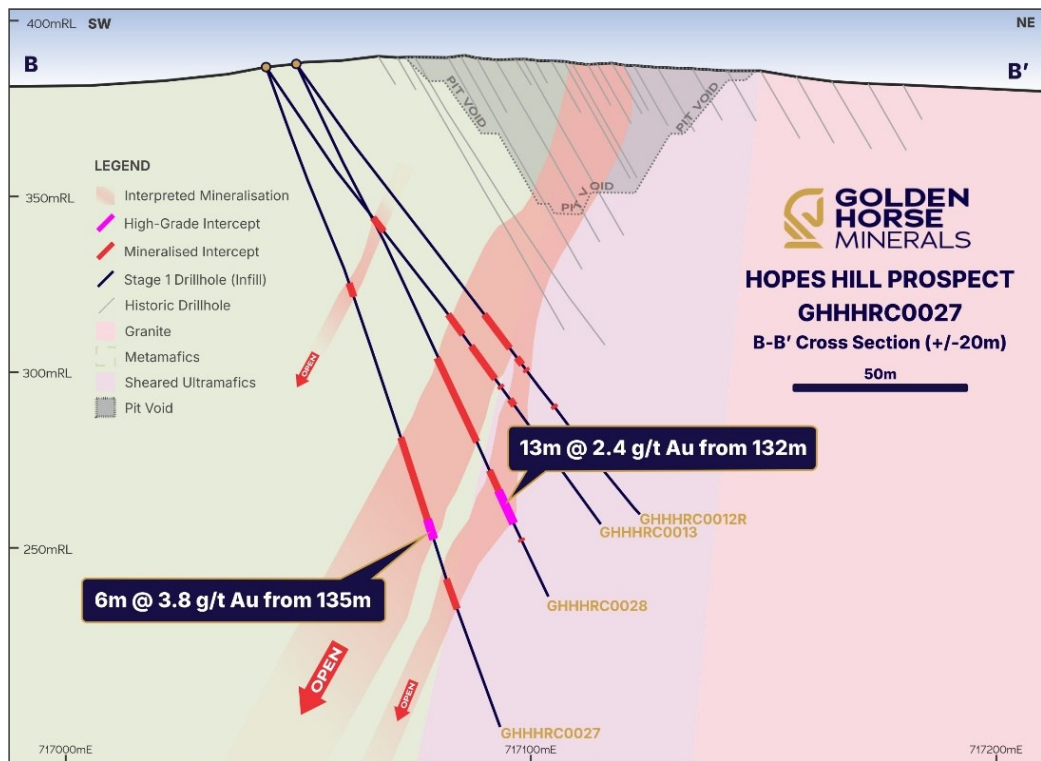 400mRL
SW
NE
B
B'
PIT VOID
PIT VOID
PIT VOID
LEGEND
Interpreted Mineralisation
High-Grade Intercept
Mineralised Intercept
Stage 1 Drillhole (Infill)
Historic Drillhole
Granite
Metamafics
Sheared Ultramafics
Pit Void
350mRL
GOLDEN
HORSE
MINERALS
HOPES HILL PROSPECT
GHHHRC0027
B-B' Cross Section (+/-20m)
50m
300mRL
OPEN
13m @ 2.4 g/t Au from 132m
GHHHRC0012R
GHHHRC0013
250mRL
6m @ 3.8 g/t Au from 135m
GHHHRC0028
OPEN
OPEN
GHHHRC0027
717000mE
717100mE
717200mE